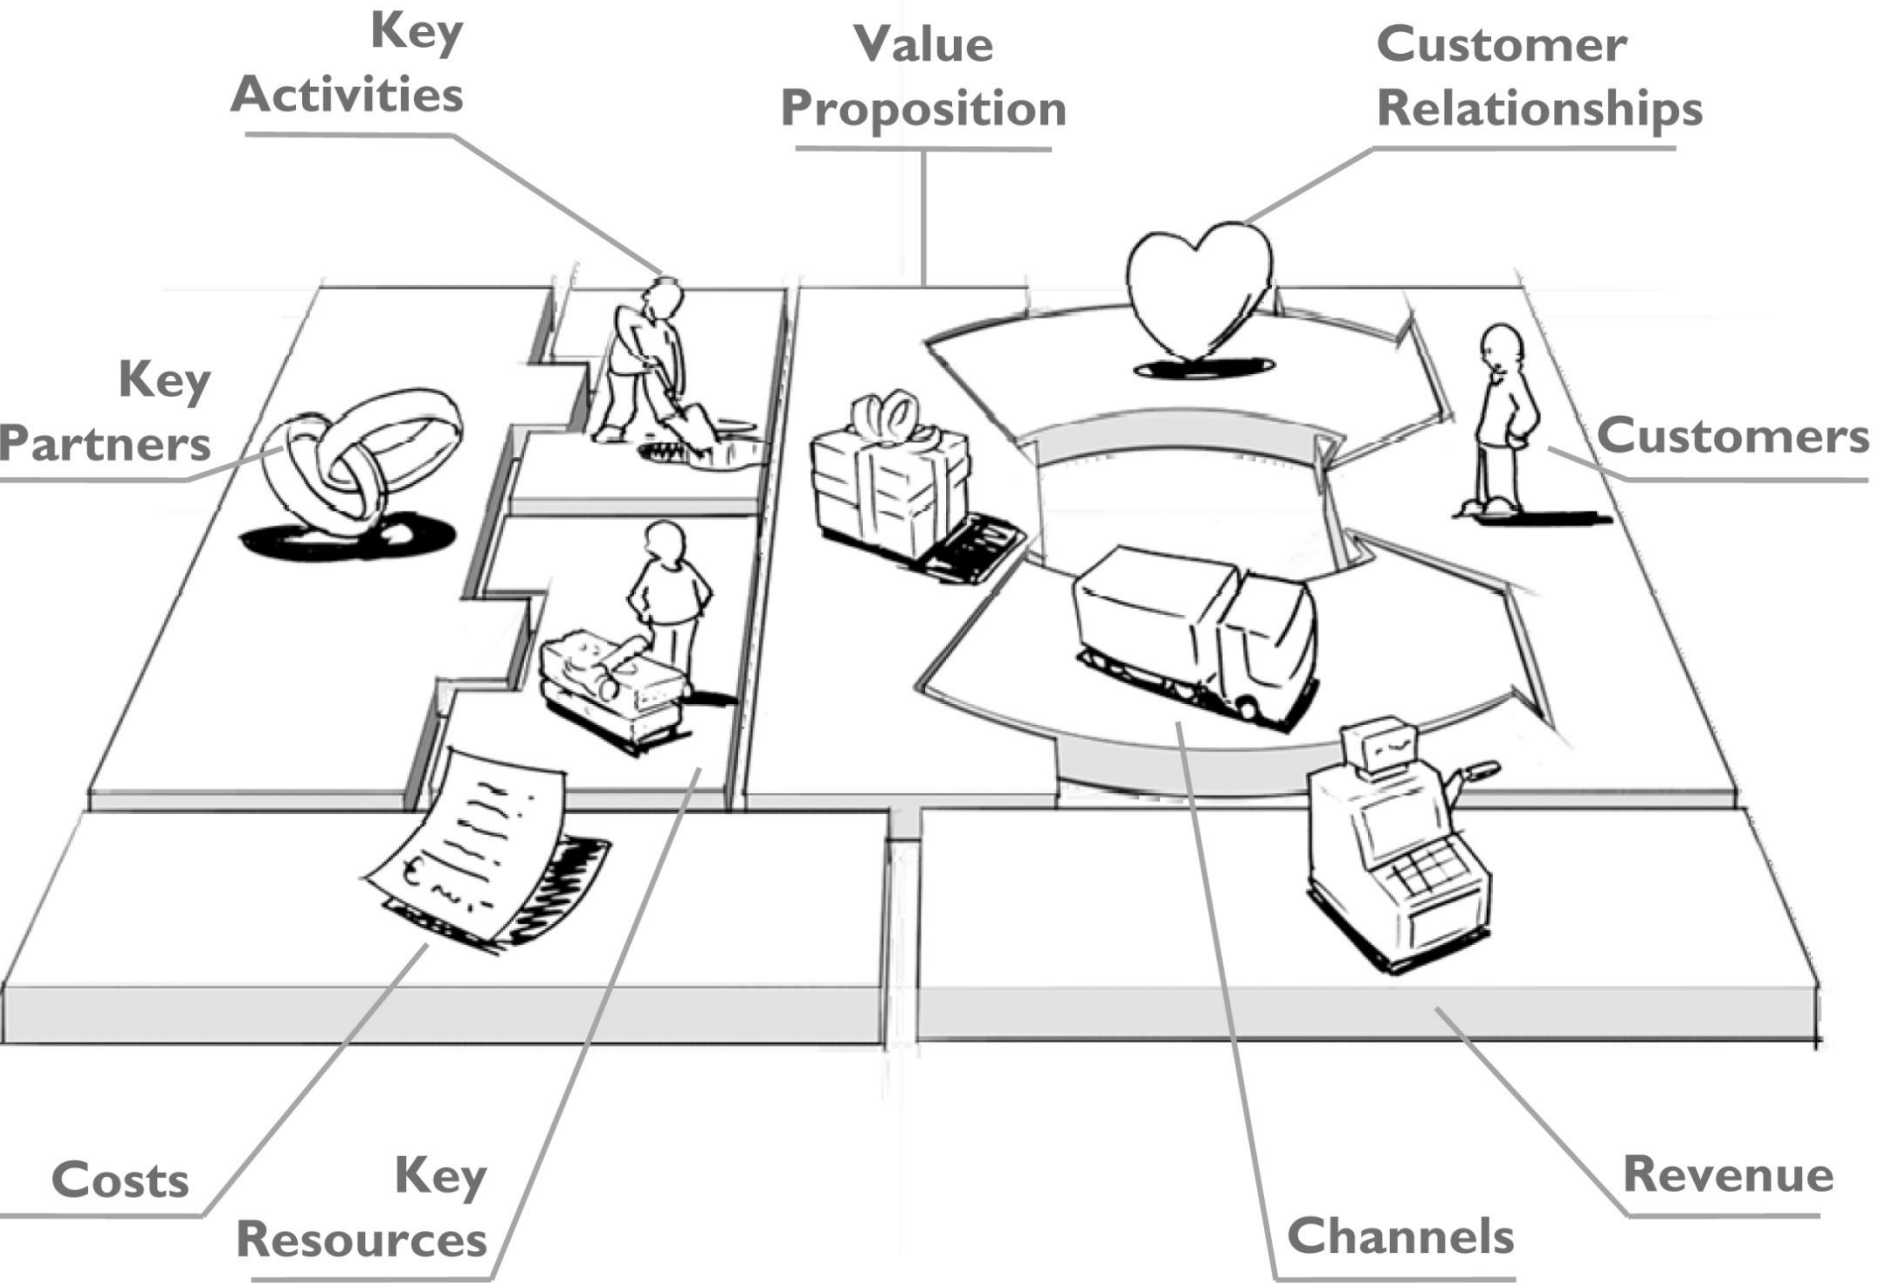 Key
Activities
Value
Proposition
Customer
Relationships
Key
Partners
Customers
Costs
Key
Resources
Channels
Revenue
€